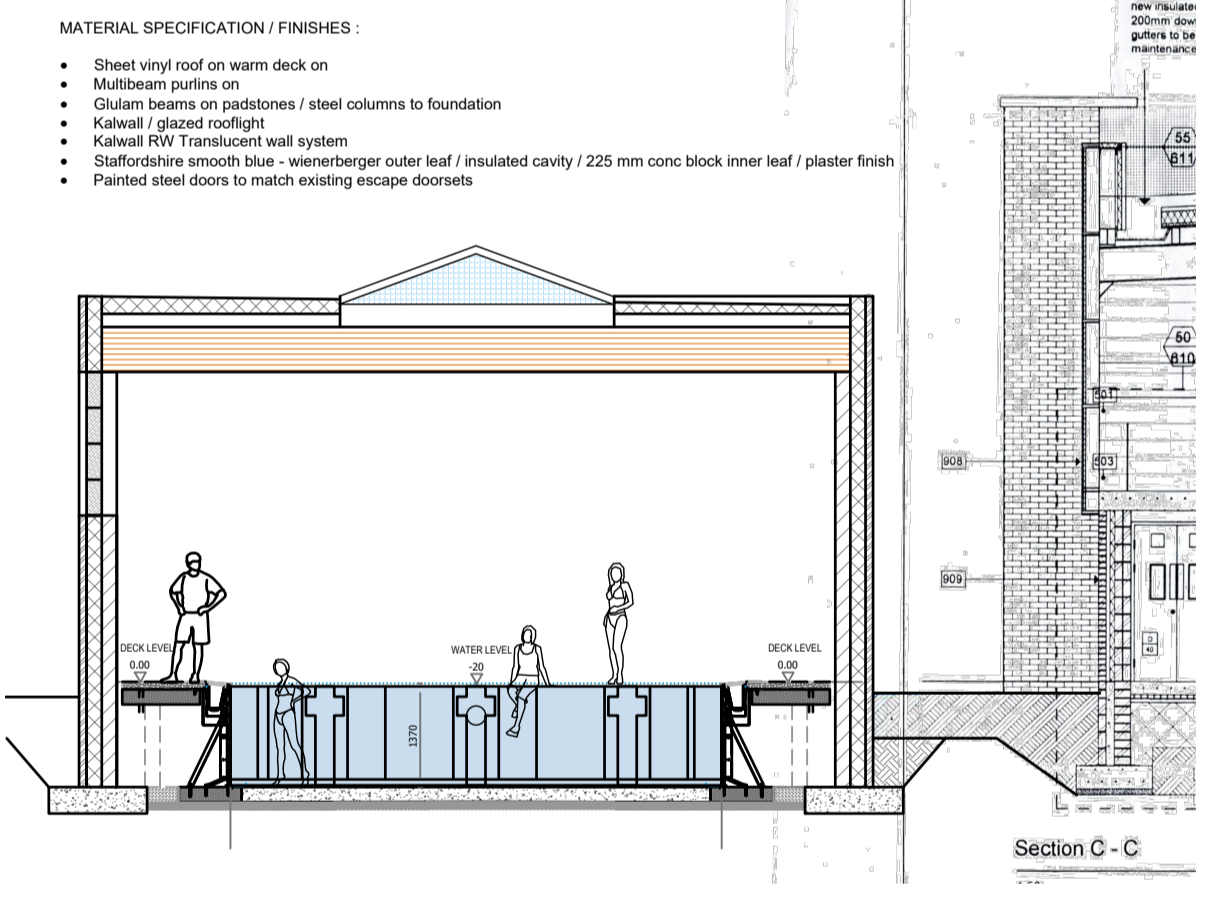 MATERIAL SPECIFICATION / FINISHES :
• Sheet vinyl roof on warm deck on
• Multibeam purlins on
• Glulam beams on padstones / steel columns to foundation
• Kalwall / glazed rooflight
• Kalwall RW Translucent wall system
• Staffordshire smooth blue - wienerberger outer leaf / insulated cavity / 225 mm conc block inner leaf / plaster finish
• Painted steel doors to match existing escape doorsets
new insulate
200mm dow
gutters to be
maintenance
55
611
50
610
501
908
503
909
D
40
DECK LEVEL
0.00
WATER LEVEL
-20
DECK LEVEL
0.00
1370
Section C - C